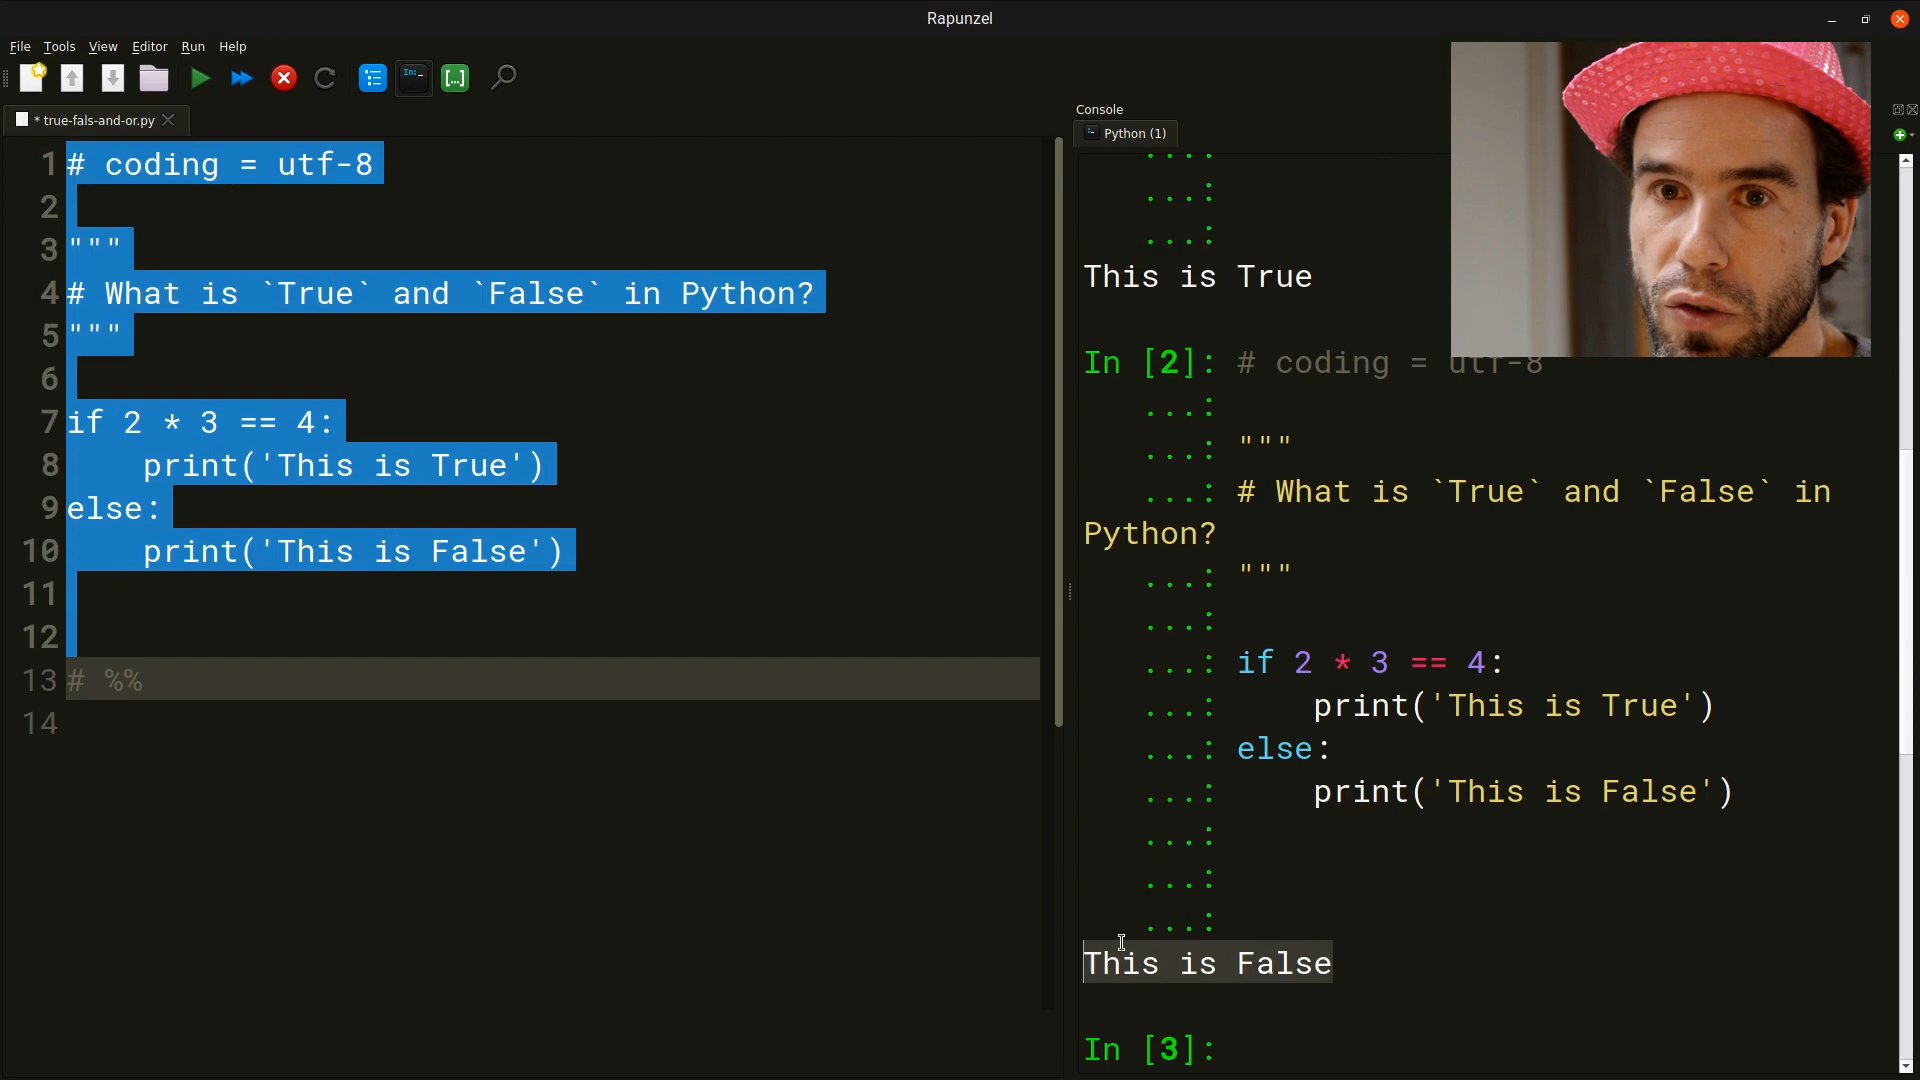 Rapunzel
File Tools View Editor Run Help
In:
[...]
* true-fals-and-or.py
1 # coding = utf-8
2
3 """
4 # What is `True` and `False` in Python?
5 """
6
7 if 2 * 3 == 4:
8 print('This is True')
9 else:
10 print('This is False')
11
12
13 # %%
14
Console
Python (1)
...:
...:
...:
This is True
In [2]: # coding = utf-8
...:
...: """
...: # What is `True` and `False` in
Python?
...: """
...:
...: if 2 * 3 == 4:
...: print('This is True')
...: else:
...: print('This is False')
...:
...:
...:
This is False
In [3]: